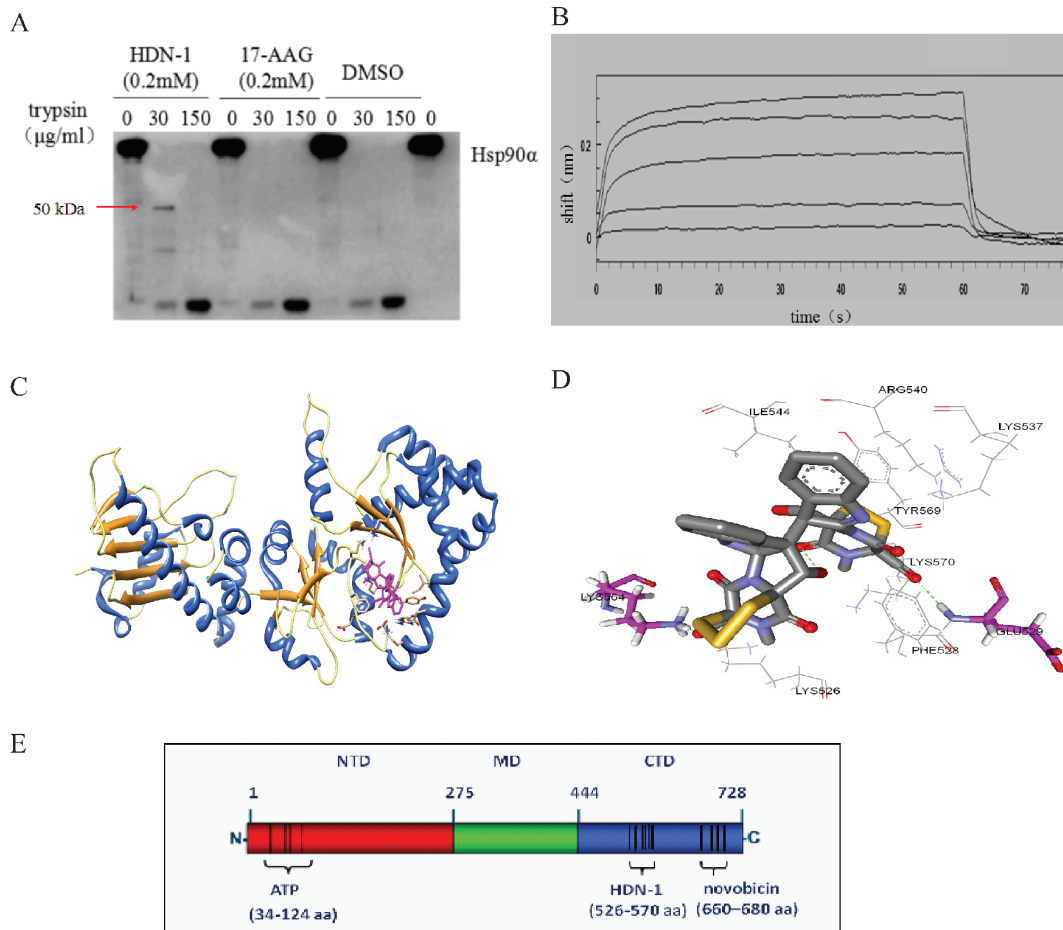 A
HDN-1
(0.2mM)
17-AAG
(0.2mM)
DMSO
trypsin
(μg/ml)
0 30 150 0 30 150 0 30 150 0
Hsp90α
50 kDa
B
shift (nm)
0.2
0
0 10 20 30 40 50 60 70
time (s)
C
D
ARG540
ILE544
LYS537
TYR569
LYS570
GLU529
PHE528
LYS526
E
NTD MD CTD
1 275 444 728
N- -C
ATP
(34-124 aa)
HDN-1
(526-570 aa)
novobicin
(660–680 aa)